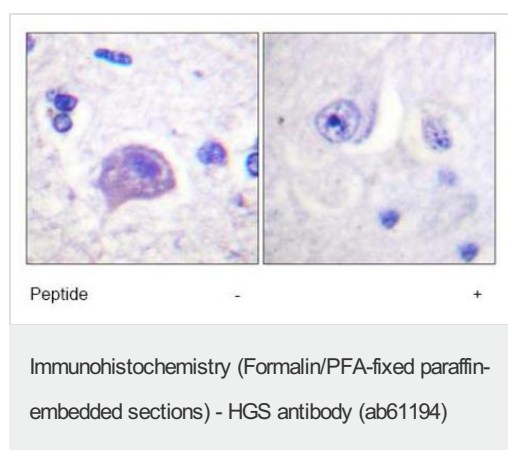 Peptide - +
Immunohistochemistry (Formalin/PFA-fixed paraffin-
embedded sections) - HGS antibody (ab61194)